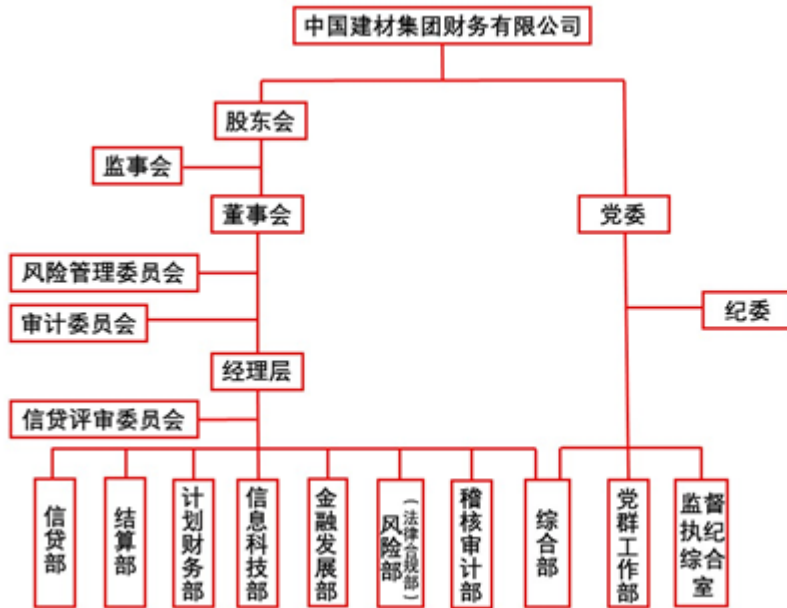 中国建材集团财务有限公司
股东会
监事会
董事会
党委
风险管理委员会
纪委
审计委员会
经理层
信贷评审委员会
信贷部
结算部
计划财务部
信息科技部
金融发展部
风险部
（法律合规部）
稽核审计部
综合部
党群工作部
监督执纪综合室